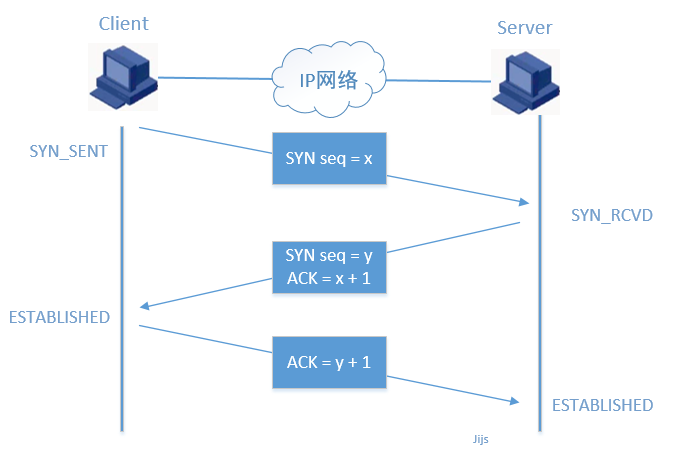 Client
Server
IP网络
SYN_SENT
SYN seq = x
SYN_RCVD
SYN seq = y
ACK = x + 1
ESTABLISHED
ACK = y + 1
ESTABLISHED
Jijs